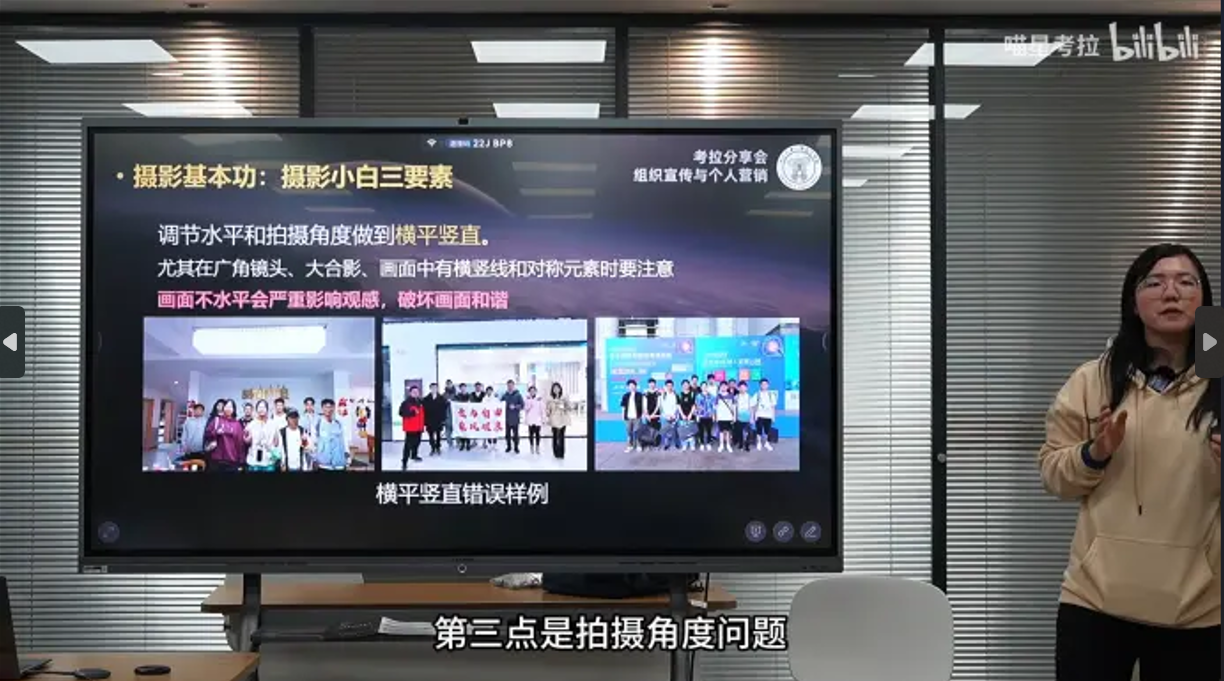 喵星考拉 bilibili
22J BP8
考拉分享会
组织宣传与个人营销
• 摄影基本功：摄影小白三要素
调节水平和拍摄角度做到横平竖直。
尤其在广角镜头、大合影、画面中有横竖线和对称元素时要注意
画面不水平会严重影响观感，破坏画面和谐
横平竖直错误样例
第三点是拍摄角度问题